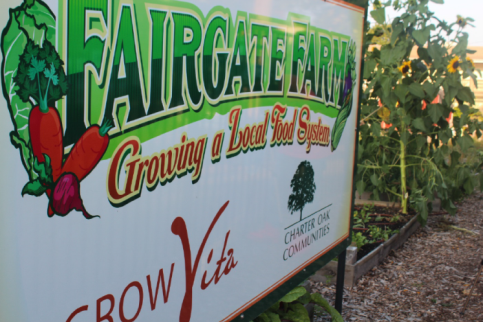 FAIRGATE FARM
Growing a Local Food System
GROW Vita
CHARTER OAK
COMMUNITIES